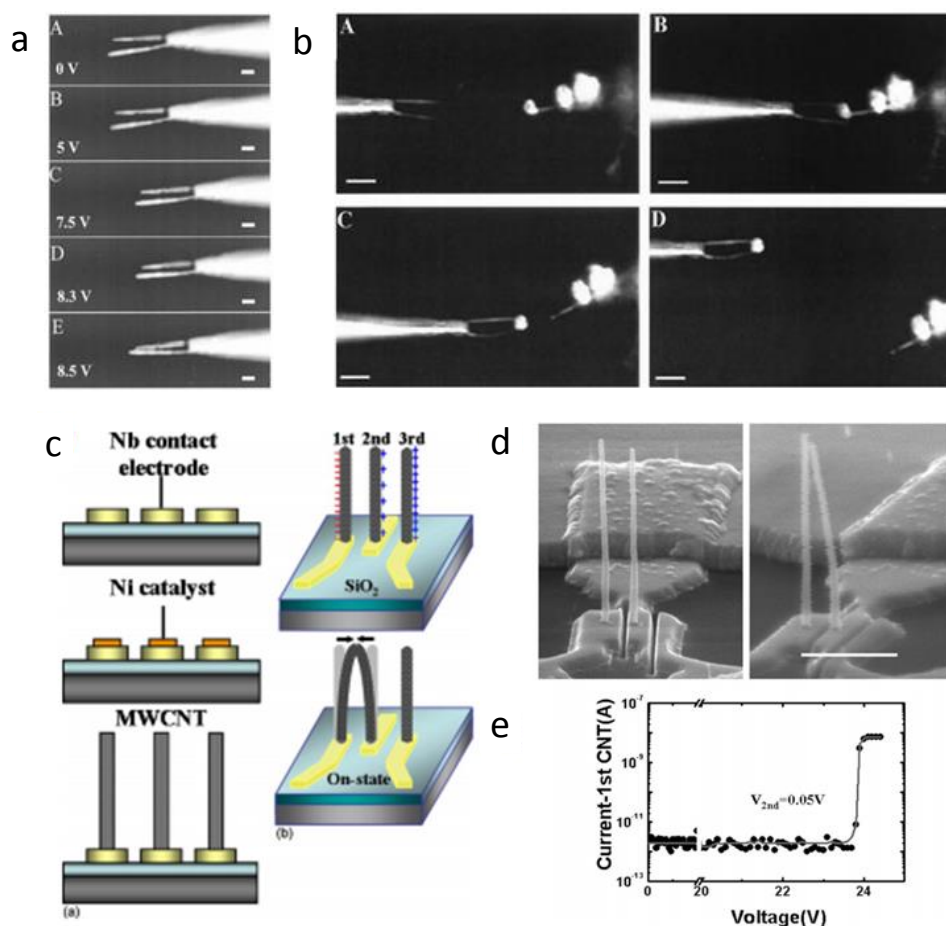 a
A
0 V
B
5 V
C
7.5 V
D
8.3 V
E
8.5 V
b
A
B
C
D
c
Nb contact
electrode
Ni catalyst
MWCNT
(a)
1st 2nd 3rd
SiO2
On-state
(b)
d
e
Current-1st CNT(A)
10-7
10-9
10-11
10-13
V2nd=0.05V
0 20 22 24
Voltage(V)